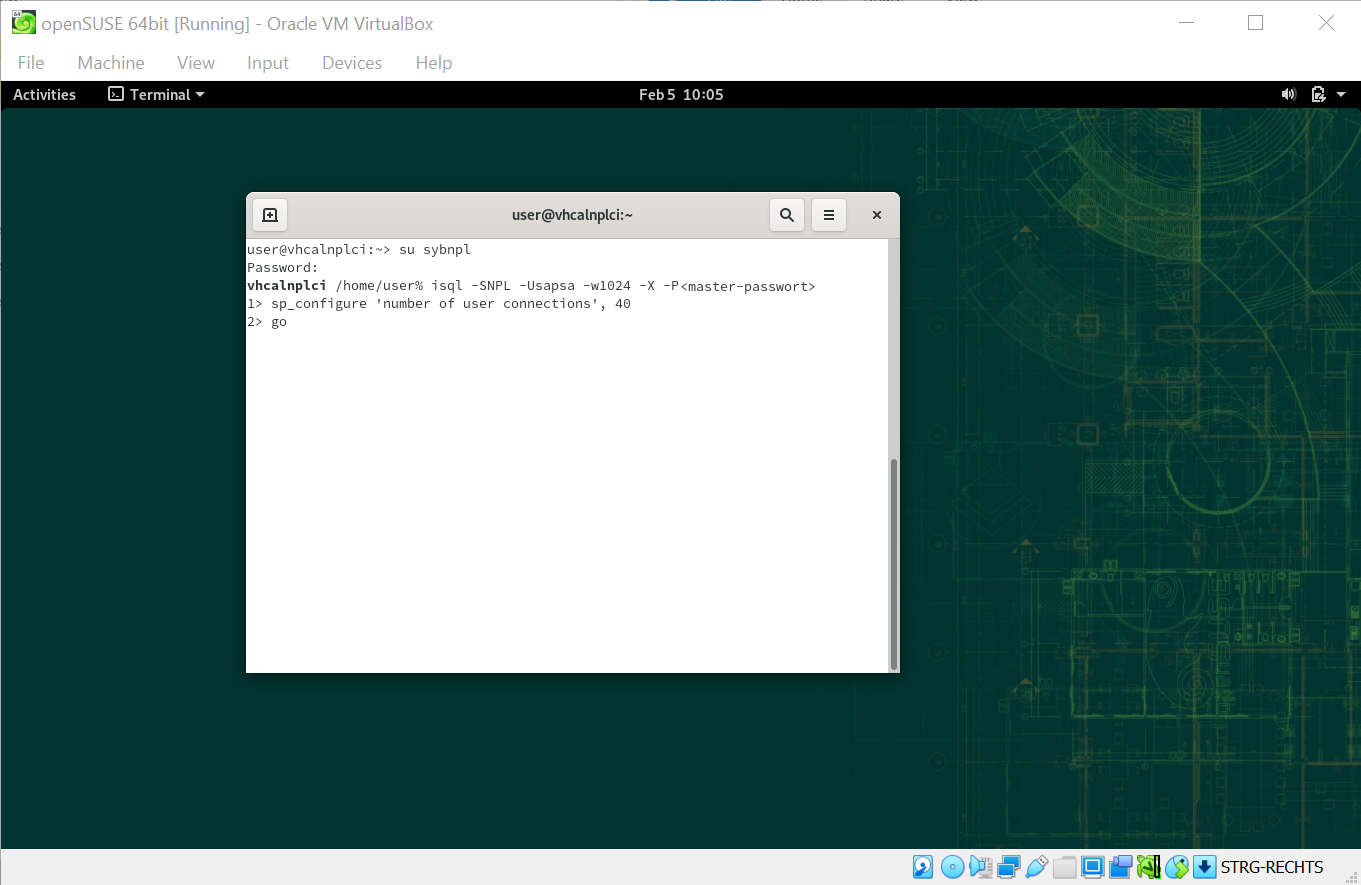 openSUSE 64bit [Running] - Oracle VM VirtualBox
File Machine View Input Devices Help
Activities Terminal Feb 5 10:05
user@vhcalnplci:~
user@vhcalnplci:~> su sybnpl
Password:
vhcalnplci /home/user% isql -SNPL -Usapsa -w1024 -X -P<master-passwort>
1> sp_configure 'number of user connections', 40
2> go
STRG-RECHTS